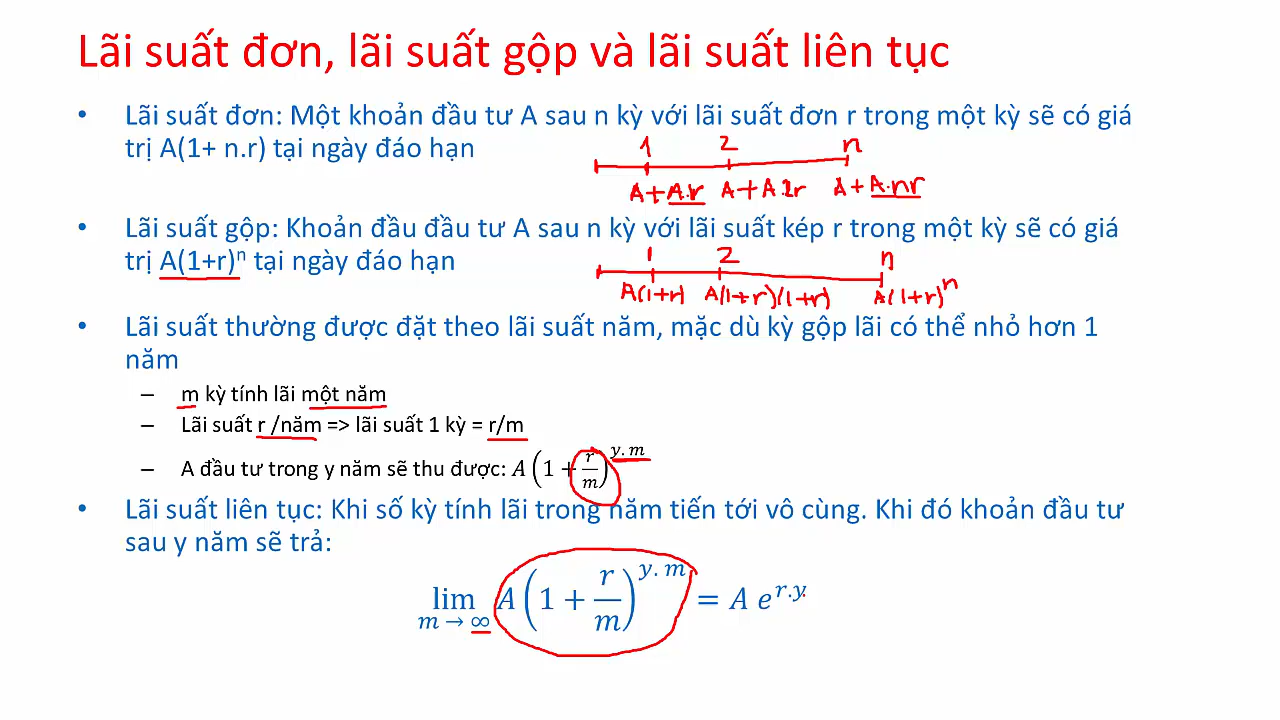 Lãi suất đơn, lãi suất gộp và lãi suất liên tục
• Lãi suất đơn: Một khoản đầu tư A sau n kỳ với lãi suất đơn r trong một kỳ sẽ có giá
trị A(1+ n.r) tại ngày đáo hạn
1 2 n
A+A.r A+A.2r A+A.nr
• Lãi suất gộp: Khoản đầu đầu tư A sau n kỳ với lãi suất kép r trong một kỳ sẽ có giá
trị A(1+r)ⁿ tại ngày đáo hạn
1 2 n
A(1+r) A(1+r)(1+r) A(1+r)ⁿ
• Lãi suất thường được đặt theo lãi suất năm, mặc dù kỳ gộp lãi có thể nhỏ hơn 1
năm
– m kỳ tính lãi một năm
– Lãi suất r /năm => lãi suất 1 kỳ = r/m
– A đầu tư trong y năm sẽ thu được: A(1 + r/m)^y.m
• Lãi suất liên tục: Khi số kỳ tính lãi trong năm tiến tới vô cùng. Khi đó khoản đầu tư
sau y năm sẽ trả:
lim m → ∞ A(1 + r/m)^y.m = A e^r.y